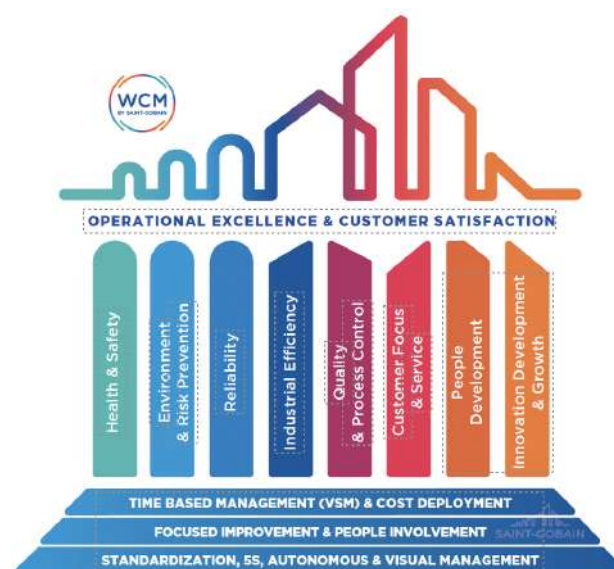 WCM
BY SAINT-GOBAIN
OPERATIONAL EXCELLENCE & CUSTOMER SATISFACTION
Health & Safety
Environment
& Risk Prevention
Reliability
Industrial Efficiency
Quality
& Process Control
Customer Focus
& Service
People
Development
Innovation Development
& Growth
TIME BASED MANAGEMENT (VSM) & COST DEPLOYMENT
FOCUSED IMPROVEMENT & PEOPLE INVOLVEMENT
SAINT-GOBAIN
STANDARDIZATION, 5S, AUTONOMOUS & VISUAL MANAGEMENT